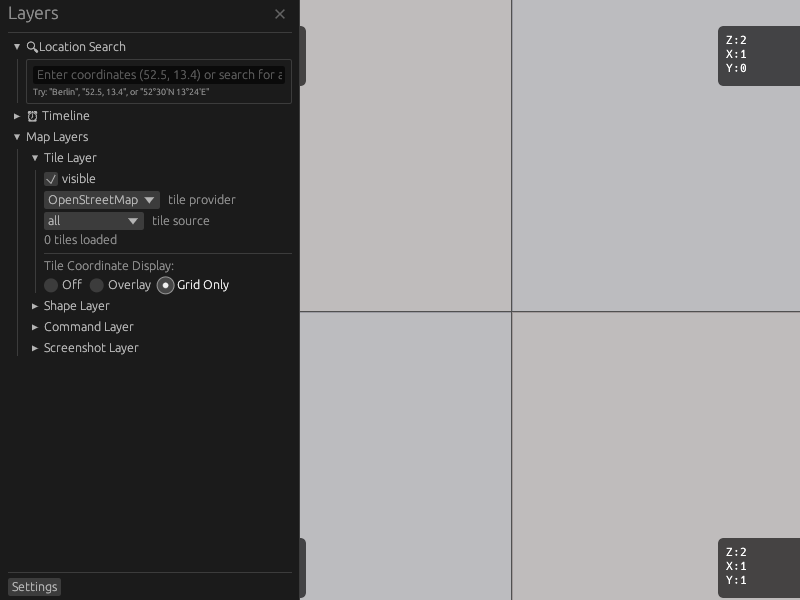 Layers
Location Search
Enter coordinates (52.5, 13.4) or search for a
Try: "Berlin", "52.5, 13.4", or "52°30'N 13°24'E"
Timeline
Map Layers
Tile Layer
visible
OpenStreetMap tile provider
all tile source
0 tiles loaded
Tile Coordinate Display:
Off Overlay Grid Only
Shape Layer
Command Layer
Screenshot Layer
Settings
Z:2
X:1
Y:0
Z:2
X:1
Y:1